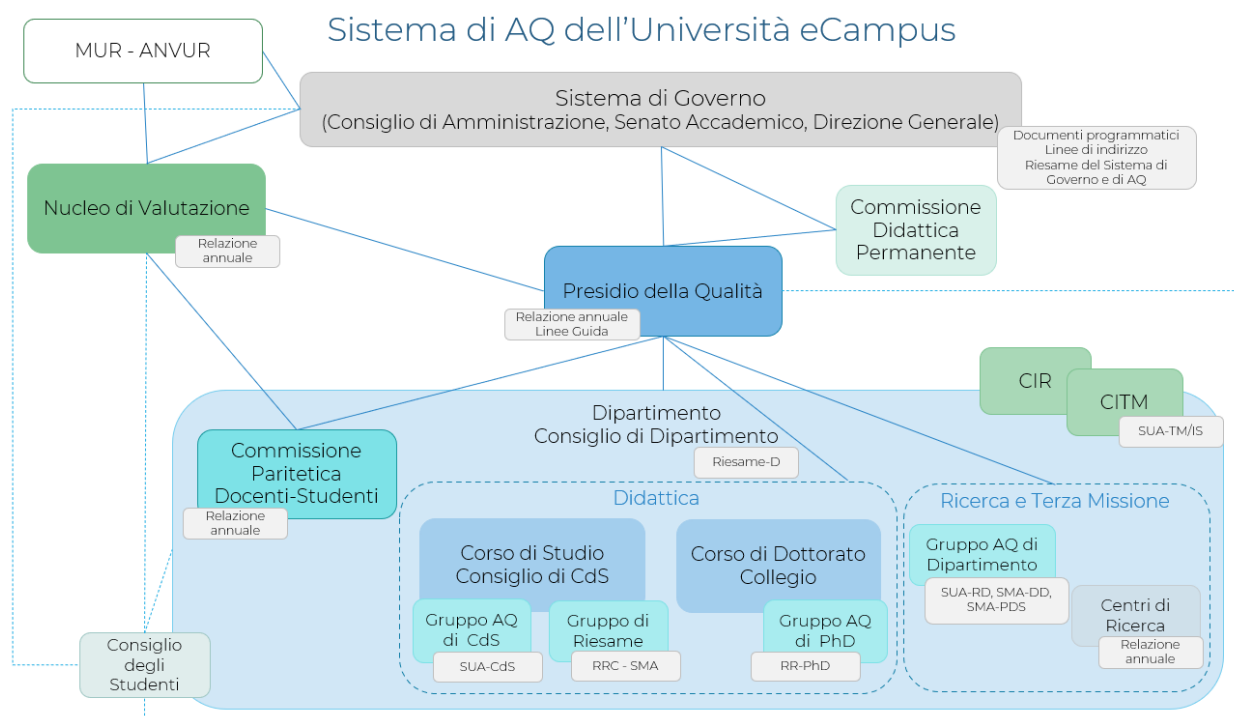 Sistema di AQ dell'Università eCampus
MUR - ANVUR
Sistema di Governo
(Consiglio di Amministrazione, Senato Accademico, Direzione Generale)
Documenti programmatici
Linee di indirizzo
Riesame del Sistema di
Governo e di AQ
Nucleo di Valutazione
Relazione
annuale
Commissione
Didattica
Permanente
Presidio della Qualità
Relazione annuale
Linee Guida
CIR
CITM
SUA-TM/IS
Dipartimento
Consiglio di Dipartimento
Riesame-D
Commissione
Paritetica
Docenti-Studenti
Relazione
annuale
Didattica
Corso di Studio
Consiglio di CdS
Gruppo AQ
di CdS
SUA-CdS
Gruppo di
Riesame
RRC - SMA
Corso di Dottorato
Collegio
Gruppo AQ
di PhD
RR-PhD
Ricerca e Terza Missione
Gruppo AQ di
Dipartimento
SUA-RD, SMA-DD,
SMA-PDS
Centri di
Ricerca
Relazione
annuale
Consiglio
degli
Studenti